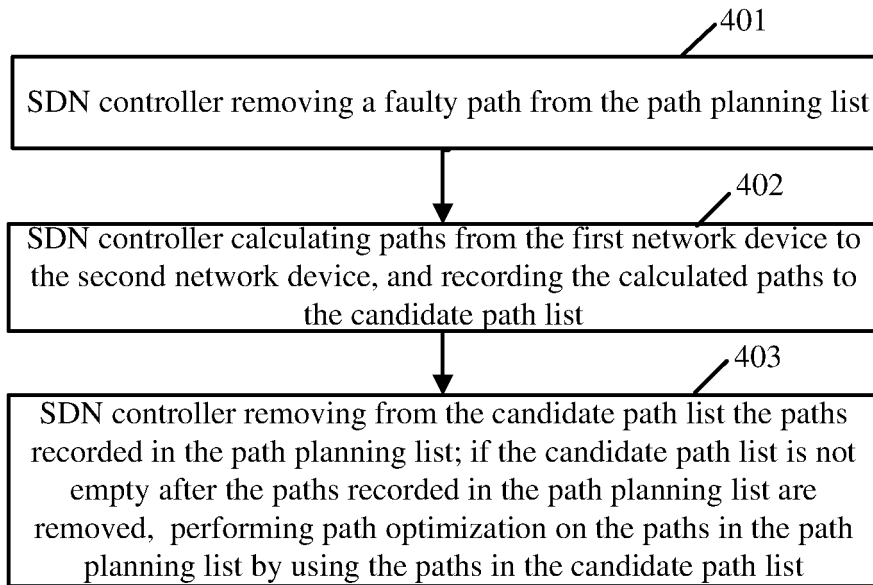 401
SDN controller removing a faulty path from the path planning list
402
SDN controller calculating paths from the first network device to
the second network device, and recording the calculated paths to
the candidate path list
403
SDN controller removing from the candidate path list the paths
recorded in the path planning list; if the candidate path list is not
empty after the paths recorded in the path planning list are
removed, performing path optimization on the paths in the path
planning list by using the paths in the candidate path list